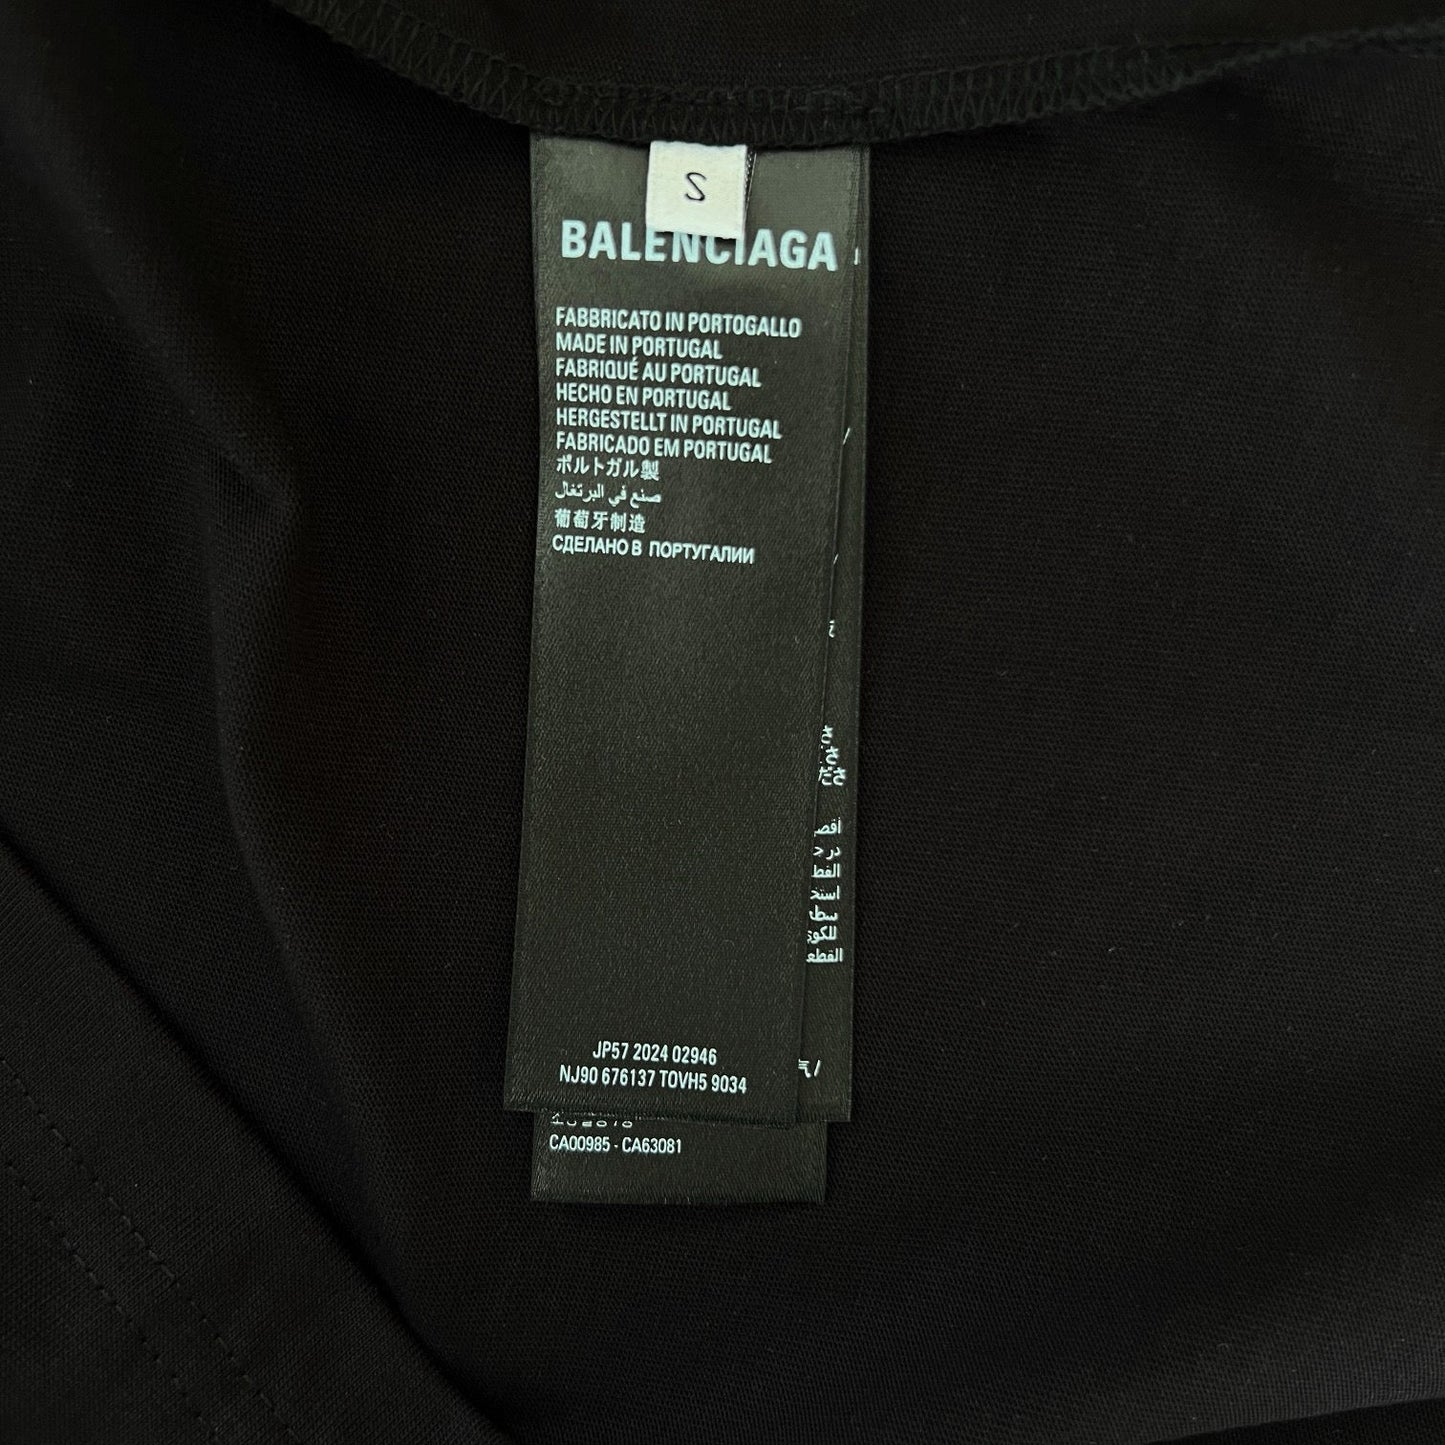 S
BALENCIAGA
FABBRICATO IN PORTOGALLO
MADE IN PORTUGAL
FABRIQUÉ AU PORTUGAL
HECHO EN PORTUGAL
HERGESTELLT IN PORTUGAL
FABRICADO EM PORTUGAL
ポルトガル製
صنع في البرتغال
葡萄牙制造
СДЕЛАНО В ПОРТУГАЛИИ
JP57 2024 02946
NJ90 676137 TOVH5 9034
CA00985 - CA63081